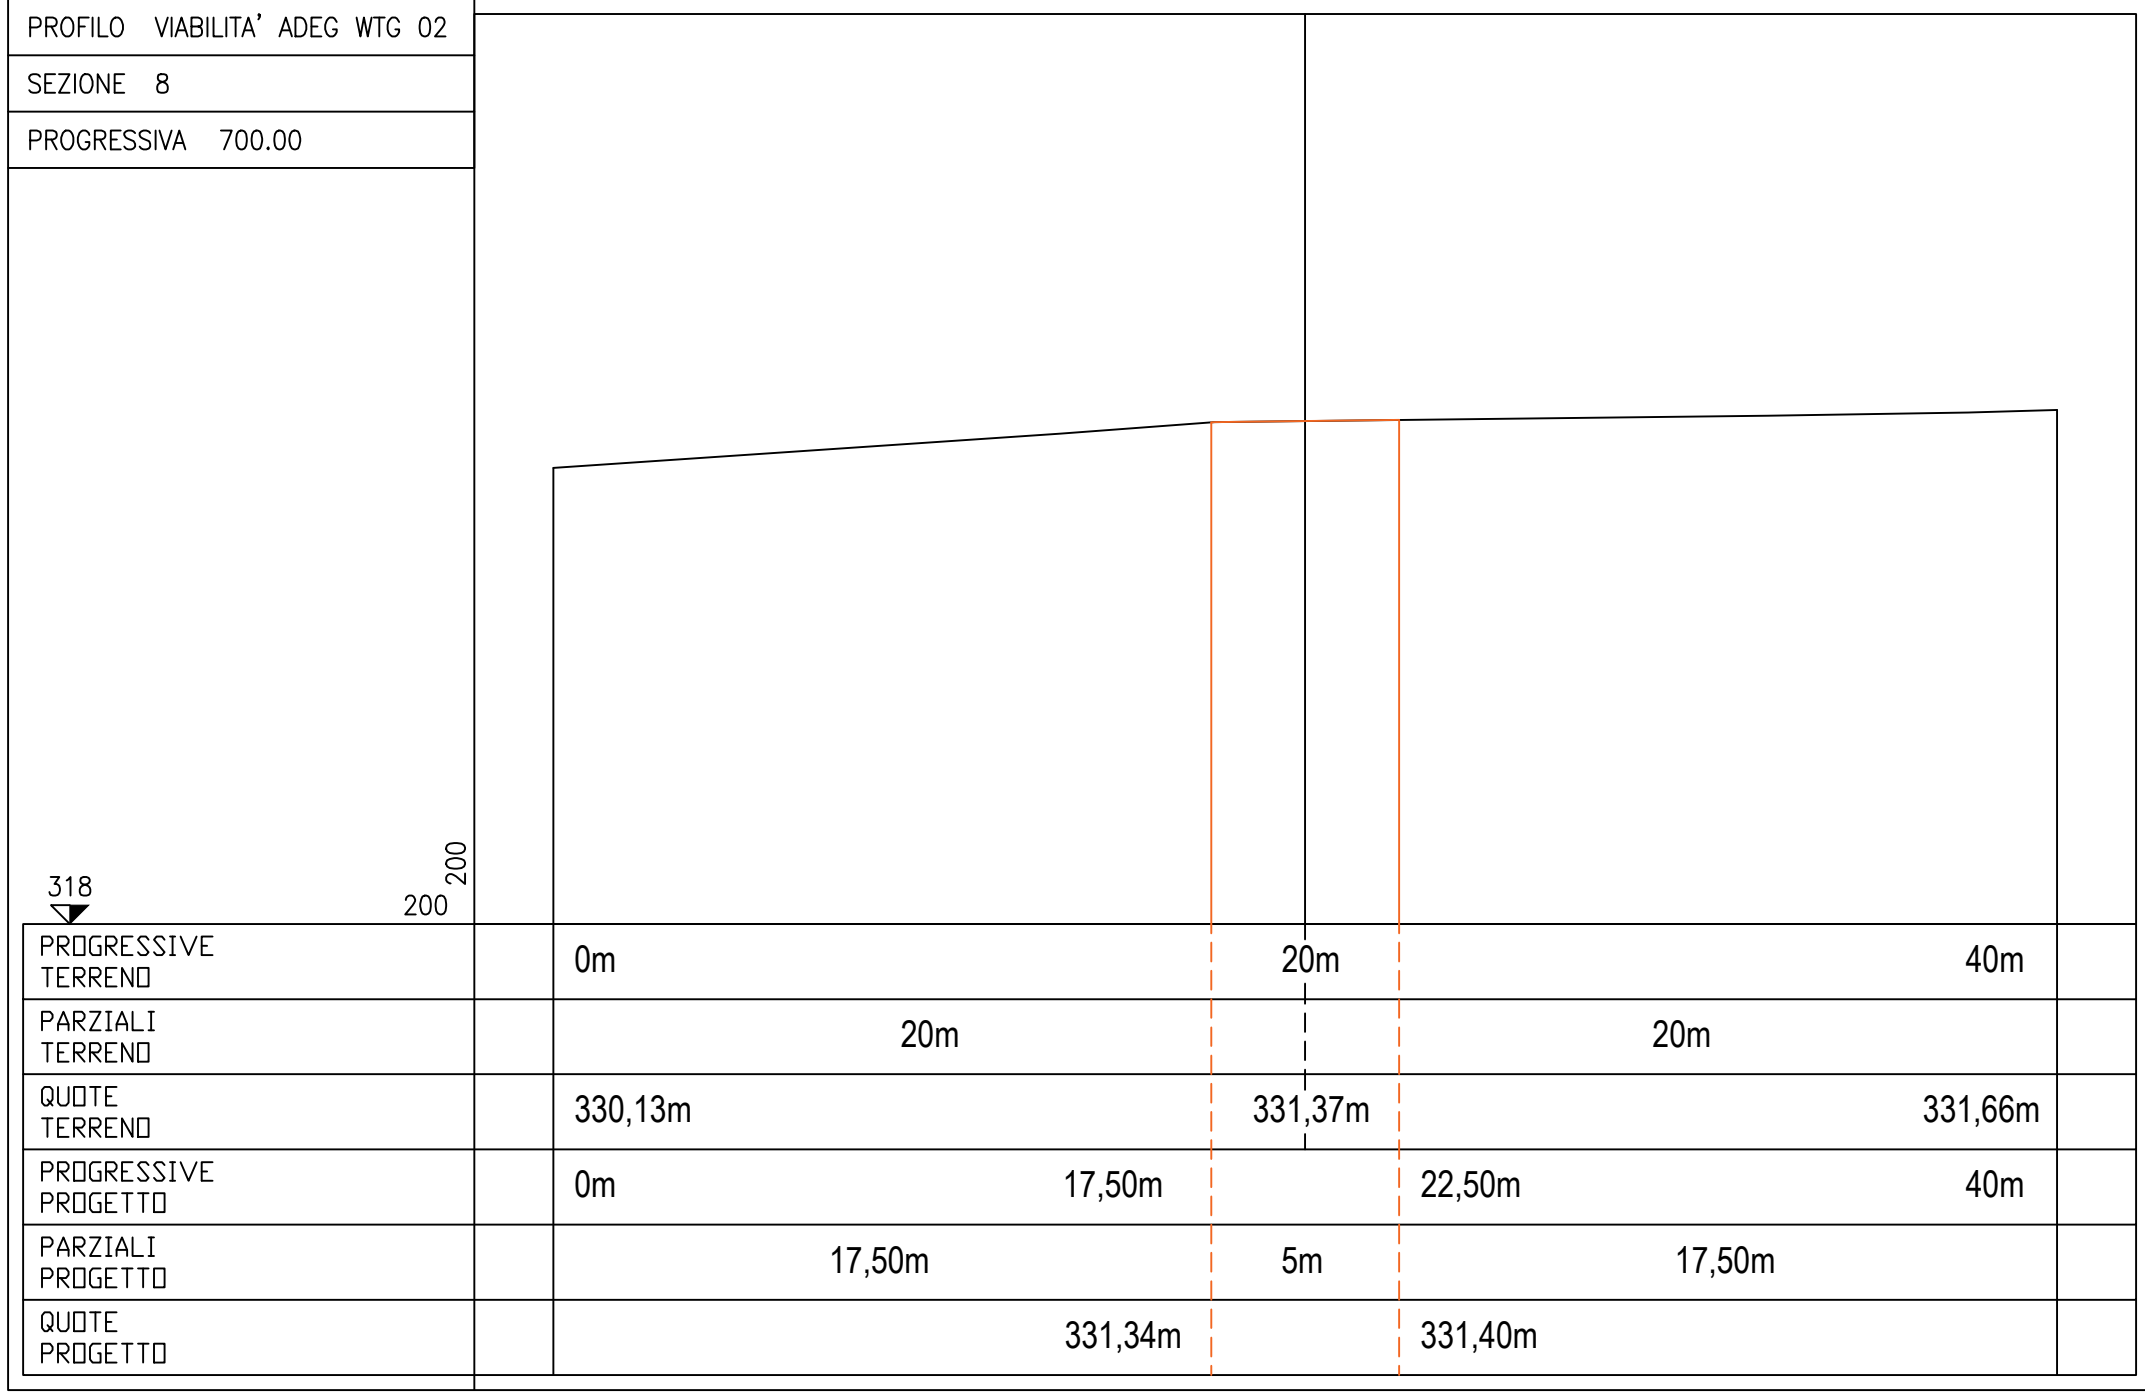 PROFILO VIABILITA' ADEG WTG 02
SEZIONE 8
PROGRESSIVA 700.00
200
318
200
PROGRESSIVE
TERRENO
0m 20m 40m
PARZIALI
TERRENO
20m 20m
QUOTE
TERRENO
330,13m 331,37m 331,66m
PROGRESSIVE
PROGETTO
0m 17,50m 22,50m 40m
PARZIALI
PROGETTO
17,50m 5m 17,50m
QUOTE
PROGETTO
331,34m 331,40m